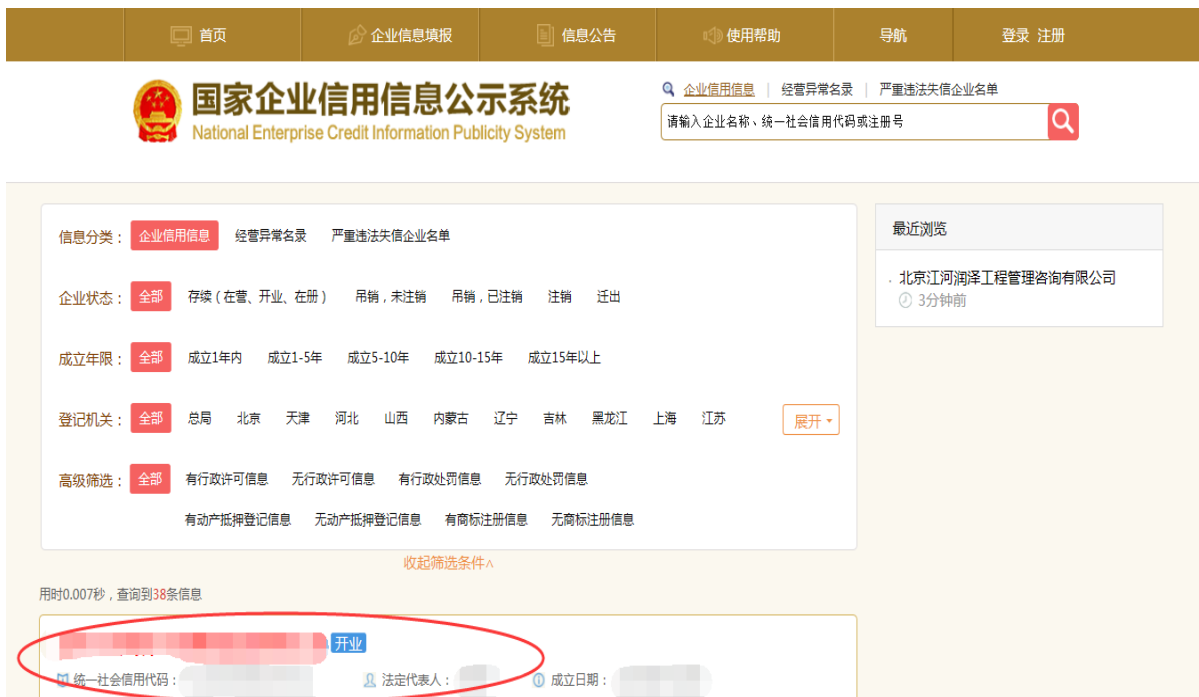 首页 企业信息填报 信息公告 使用帮助 导航 登录 注册
国家企业信用信息公示系统
National Enterprise Credit Information Publicity System
企业信用信息 | 经营异常名录 | 严重违法失信企业名单
请输入企业名称、统一社会信用代码或注册号
信息分类： 企业信用信息 经营异常名录 严重违法失信企业名单
企业状态： 全部 存续（在营、开业、在册） 吊销，未注销 吊销，已注销 注销 迁出
成立年限： 全部 成立1年内 成立1-5年 成立5-10年 成立10-15年 成立15年以上
登记机关： 全部 总局 北京 天津 河北 山西 内蒙古 辽宁 吉林 黑龙江 上海 江苏 展开
高级筛选： 全部 有行政许可信息 无行政许可信息 有行政处罚信息 无行政处罚信息
有动产抵押登记信息 无动产抵押登记信息 有商标注册信息 无商标注册信息
收起筛选条件∧
最近浏览
. 北京江河润泽工程管理咨询有限公司
3分钟前
用时0.007秒，查询到38条信息
开业
统一社会信用代码： 法定代表人： 成立日期：